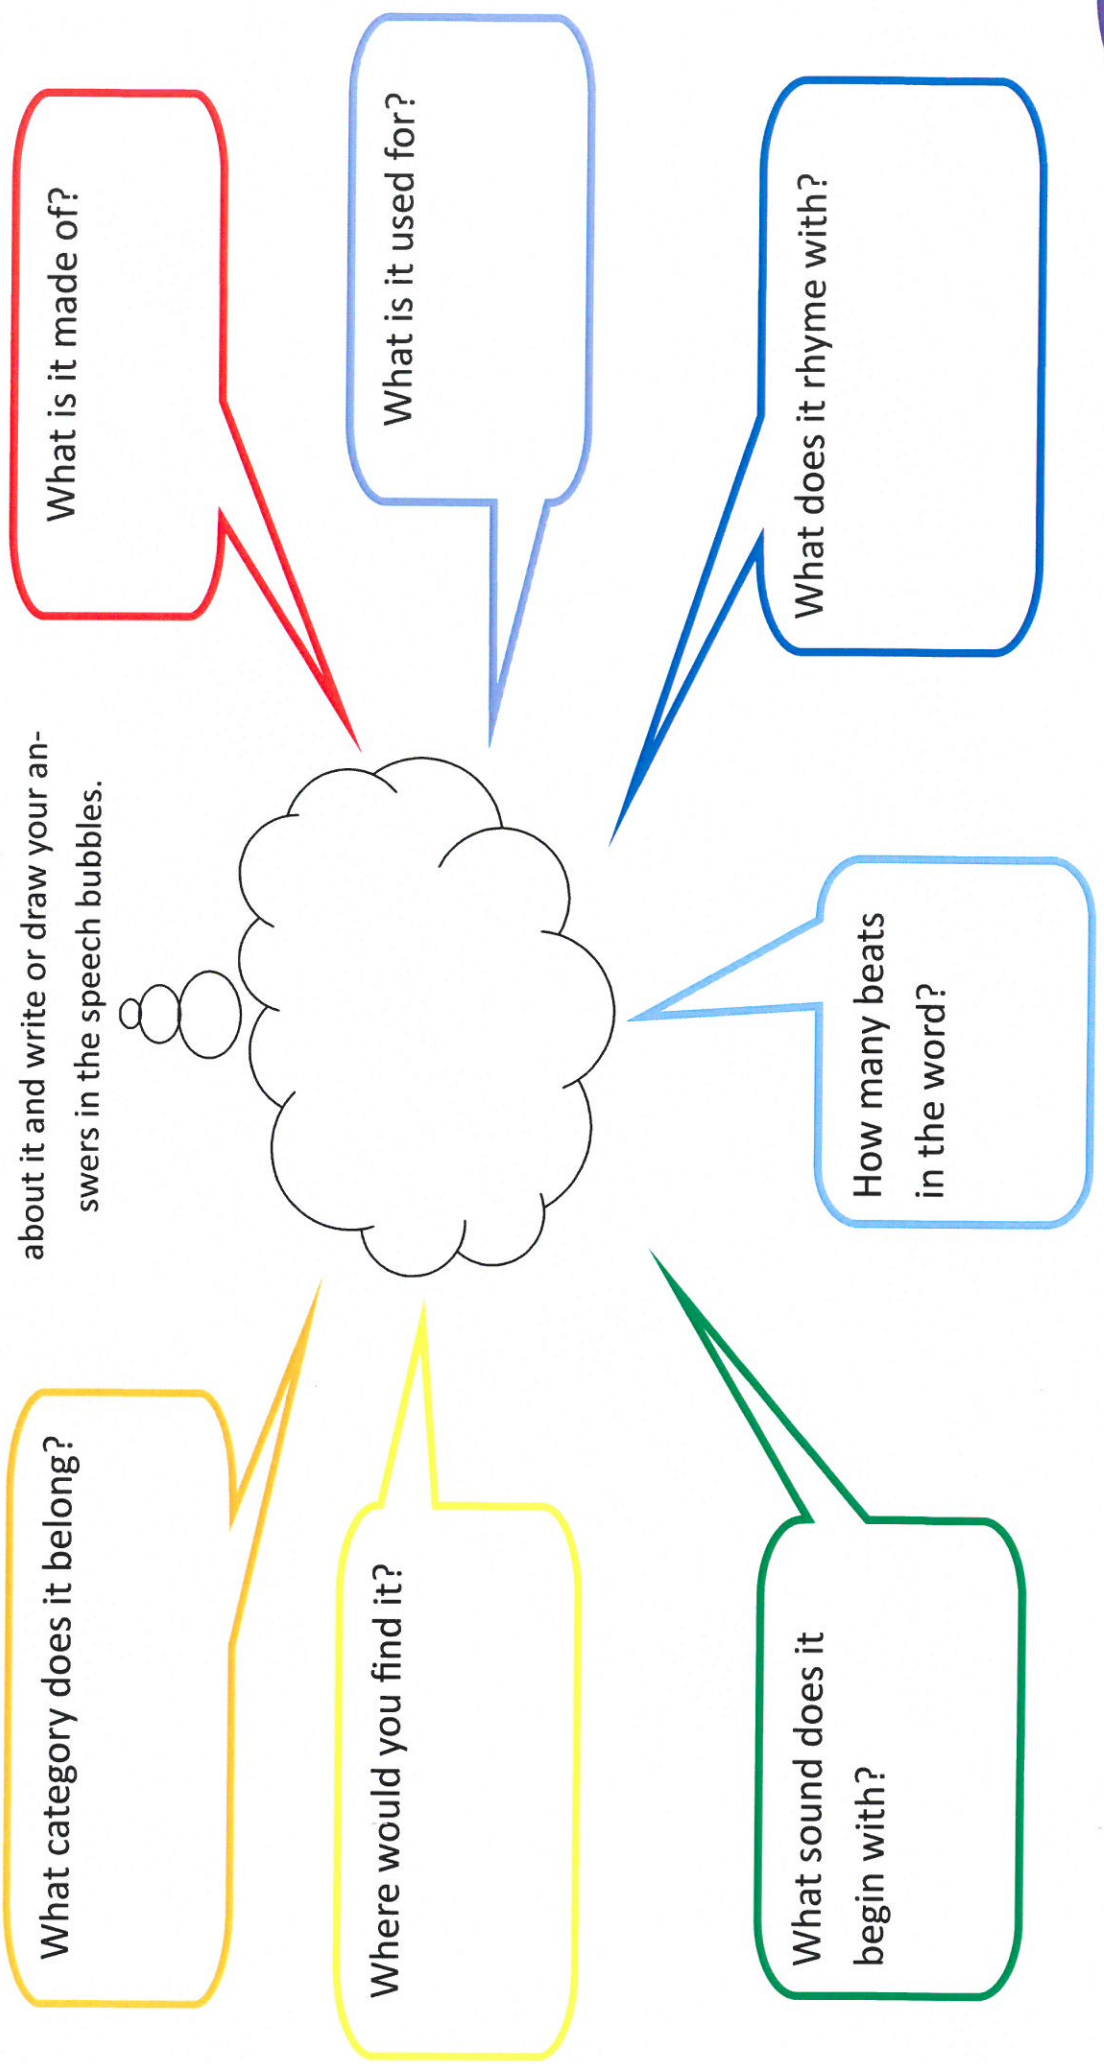 about it and write or draw your an-
swers in the speech bubbles.
What category does it belong?
What is it made of?
Where would you find it?
What is it used for?
What sound does it
begin with?
How many beats
in the word?
What does it rhyme with?